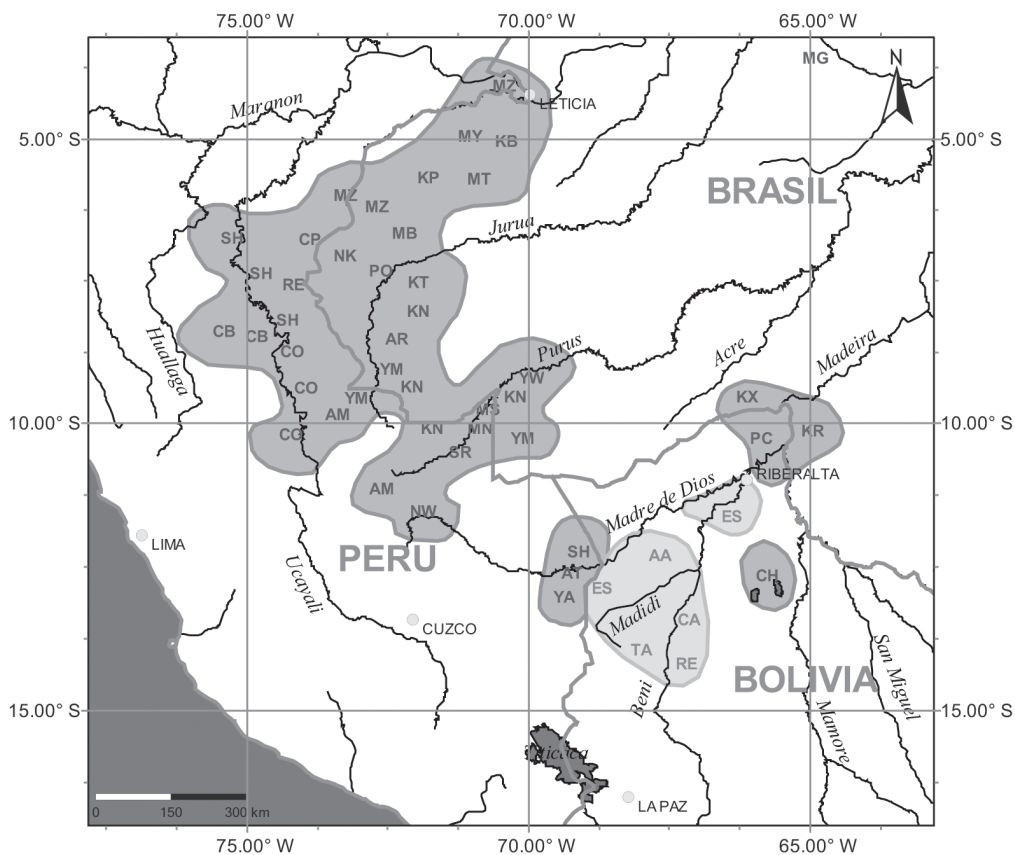 75.00° W 70.00° W 65.00° W
MG
N
MZ
LETICIA
Maranon
5.00° S
MY
KB
5.00° S
KP
MT
BRASIL
MZ
MZ
Jurua
SH
CP
MB
NK
SH
PO
RE
KT
KN
SH
CB
CB
AR
CO
Huallaga
Purus
Acre
Madeira
YM
YW
CO
KN
YM
KN
KX
AM
MS
10.00° S
CO
KN
MN
YM
PC
KR
10.00° S
SR
RIBERALTA
AM
Madre de Dios
NW
ES
LIMA
PERU
SH
AA
Ucayali
AY
CH
YA
ES
Madidi
CA
CUZCO
TA
RE
San Miguel
BOLIVIA
Beni
15.00° S
15.00° S
Mamore
Titicaca
LA PAZ
0 150 300 km
75.00° W 70.00° W 65.00° W